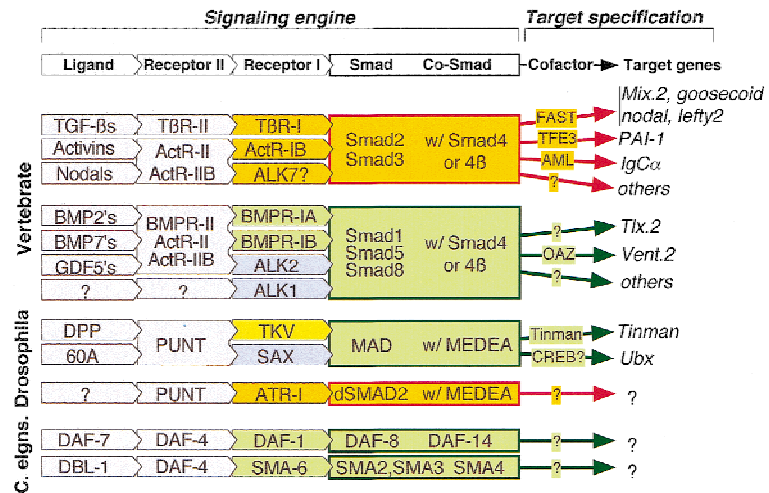 Signaling engine Target specification
Ligand Receptor II Receptor I Smad Co-Smad Cofactor Target genes
Vertebrate
TGF-ßs TßR-II TßR-I
Activins ActR-II ActR-IB
Nodals ActR-IIB ALK7?
Smad2 w/ Smad4
Smad3 or 4ß
FAST Mix.2, goosecoid
nodal, lefty2
TFE3 PAI-1
AML IgCα
? others
BMP2's BMPR-II BMPR-IA
BMP7's ActR-II BMPR-IB
GDF5's ActR-IIB ALK2
? ? ALK1
Smad1
Smad5 w/ Smad4
Smad8 or 4ß
? Tlx.2
OAZ Vent.2
? others
Drosophila
DPP PUNT TKV MAD w/ MEDEA Tinman Tinman
60A SAX CREB? Ubx
? PUNT ATR-I dSMAD2 w/ MEDEA ? ?
C. elgns.
DAF-7 DAF-4 DAF-1 DAF-8 DAF-14 ? ?
DBL-1 DAF-4 SMA-6 SMA2,SMA3 SMA4 ? ?